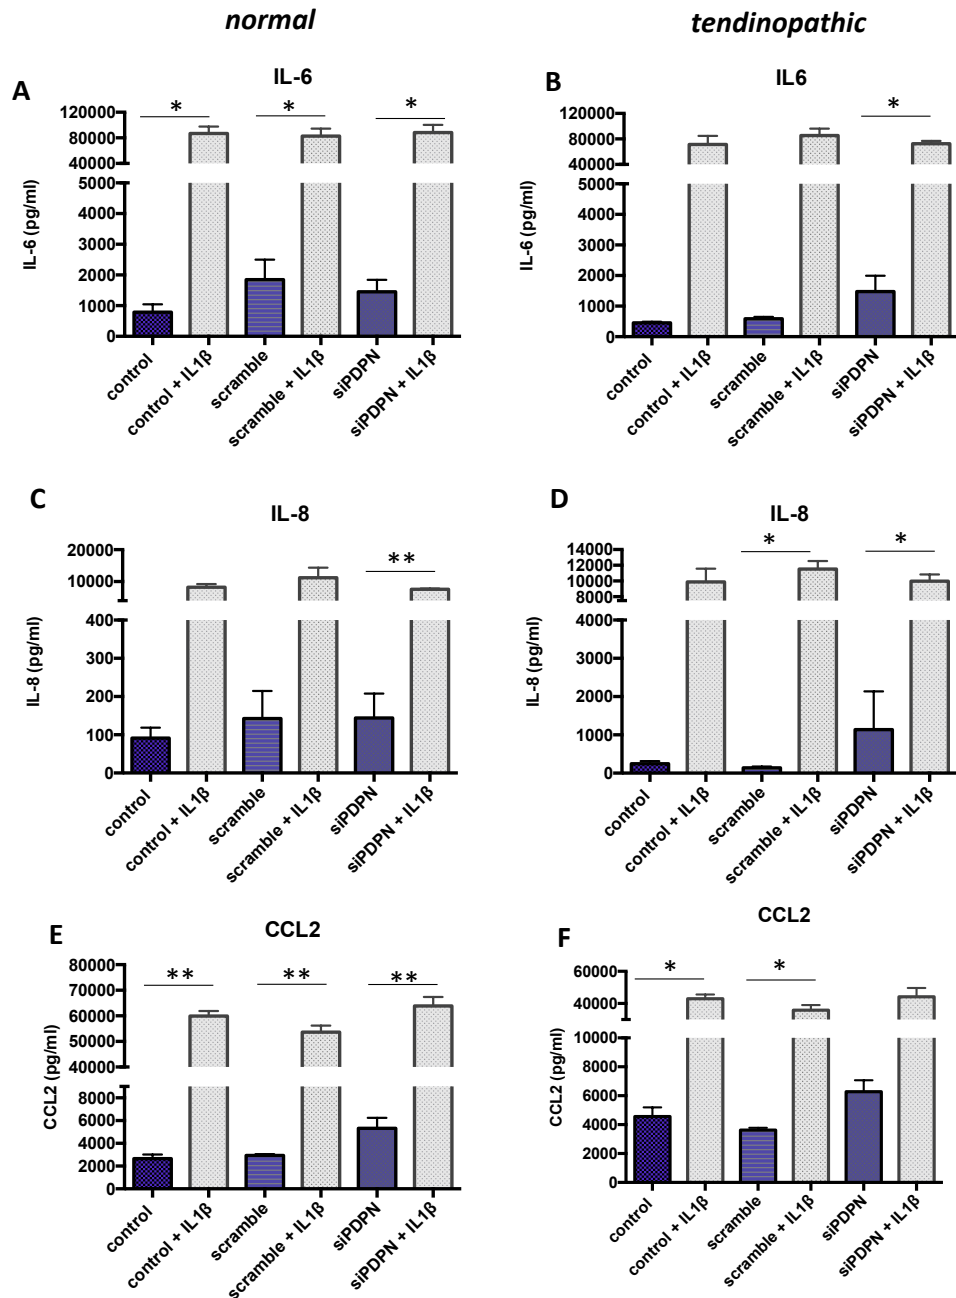 normal
tendinopathic
A
IL-6
* * *
120000
80000
40000
5000
4000
3000
2000
1000
0
IL-6 (pg/ml)
control
control + IL1β
scramble
scramble + IL1β
siPDPN
siPDPN + IL1β
B
IL6
*
120000
80000
40000
5000
4000
3000
2000
1000
0
IL-6 (pg/ml)
control
control + IL1β
scramble
scramble + IL1β
siPDPN
siPDPN + IL1β
C
IL-8
**
20000
10000
400
300
200
100
0
IL-8 (pg/ml)
control
control + IL1β
scramble
scramble + IL1β
siPDPN
siPDPN + IL1β
D
IL-8
* *
14000
12000
10000
8000
6000
4000
3000
2000
1000
0
IL-8 (pg/ml)
control
control + IL1β
scramble
scramble + IL1β
siPDPN
siPDPN + IL1β
E
CCL2
** ** **
80000
70000
60000
50000
40000
8000
6000
4000
2000
0
CCL2 (pg/ml)
control
control + IL1β
scramble
scramble + IL1β
siPDPN
siPDPN + IL1β
F
CCL2
* *
60000
40000
10000
8000
6000
4000
2000
0
CCL2 (pg/ml)
control
control + IL1β
scramble
scramble + IL1β
siPDPN
siPDPN + IL1β